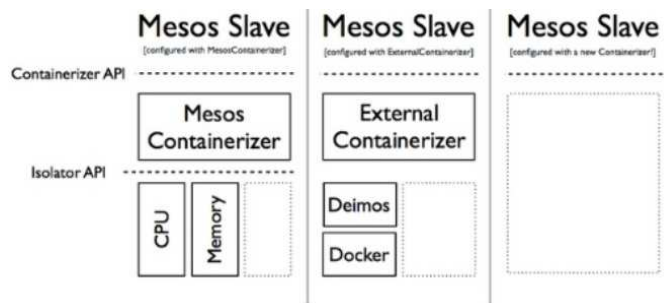 Mesos Slave
[configured with MesosContainerizer]
Mesos Slave
[configured with ExternalContainerizer]
Mesos Slave
[configured with a new Containerizer!]
Containerizer API
Mesos
Containerizer
External
Containerizer
Isolator API
CPU
Memory
Deimos
Docker